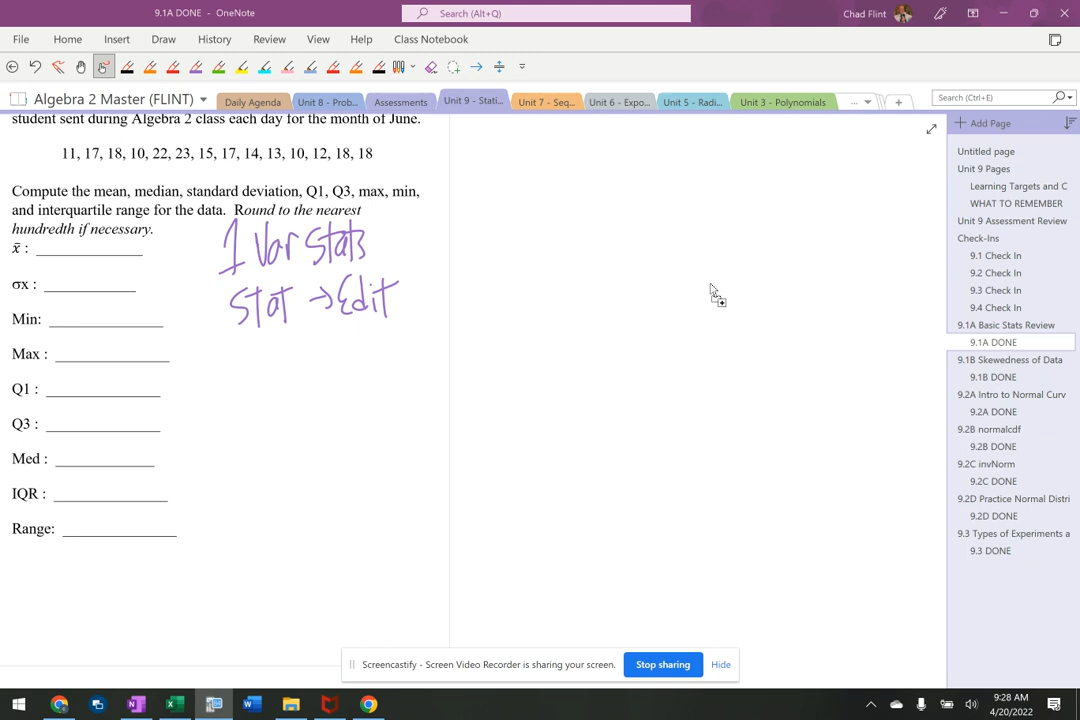 9.1A DONE - OneNote
Search (Alt+Q)
Chad Flint
File Home Insert Draw History Review View Help Class Notebook
Algebra 2 Master (FLINT)
Daily Agenda
Unit 8 - Prob...
Assessments
Unit 9 - Stati...
Unit 7 - Seq...
Unit 6 - Expo...
Unit 5 - Radi...
Unit 3 - Polynomials
...
Search (Ctrl+E)
student sent during Algebra 2 class each day for the month of June.
11, 17, 18, 10, 22, 23, 15, 17, 14, 13, 10, 12, 18, 18
Compute the mean, median, standard deviation, Q1, Q3, max, min,
and interquartile range for the data. Round to the nearest
hundredth if necessary.
x̄ :
1 Var Stats
σx :
Stat → Edit
Min:
Max :
Q1 :
Q3 :
Med :
IQR :
Range:
Add Page
Untitled page
Unit 9 Pages
Learning Targets and C
WHAT TO REMEMBER
Unit 9 Assessment Review
Check-Ins
9.1 Check In
9.2 Check In
9.3 Check In
9.4 Check In
9.1A Basic Stats Review
9.1A DONE
9.1B Skewedness of Data
9.1B DONE
9.2A Intro to Normal Curv
9.2A DONE
9.2B normalcdf
9.2B DONE
9.2C invNorm
9.2C DONE
9.2D Practice Normal Distri
9.2D DONE
9.3 Types of Experiments a
9.3 DONE
Screencastify - Screen Video Recorder is sharing your screen.
Stop sharing
Hide
9:28 AM
4/20/2022